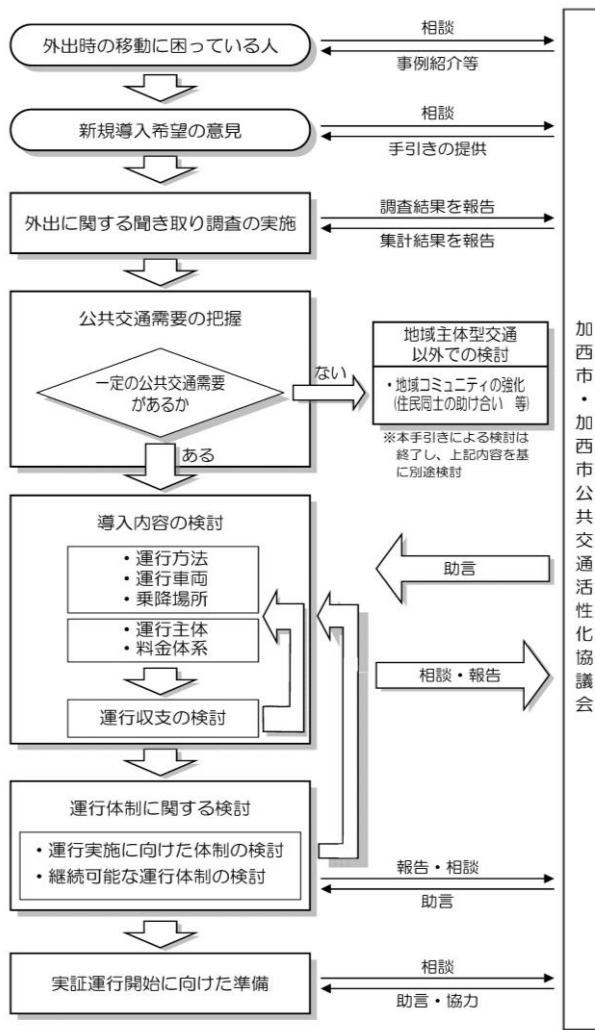 外出時の移動に困っている人
相談
事例紹介等
新規導入希望の意見
相談
手引きの提供
外出に関する聞き取り調査の実施
調査結果を報告
集計結果を報告
公共交通需要の把握
一定の公共交通需要
があるか
ない
ある
地域主体型交通
以外での検討
・地域コミュニティの強化
(住民同士の助け合い 等)
※本手引きによる検討は
終了し、上記内容を基
に別途検討
導入内容の検討
・運行方法
・運行車両
・乗降場所
・運行主体
・料金体系
運行収支の検討
助言
相談・報告
運行体制に関する検討
・運行実施に向けた体制の検討
・継続可能な運行体制の検討
報告・相談
助言
実証運行開始に向けた準備
相談
助言・協力
加西市・加西市公共交通活性化協議会